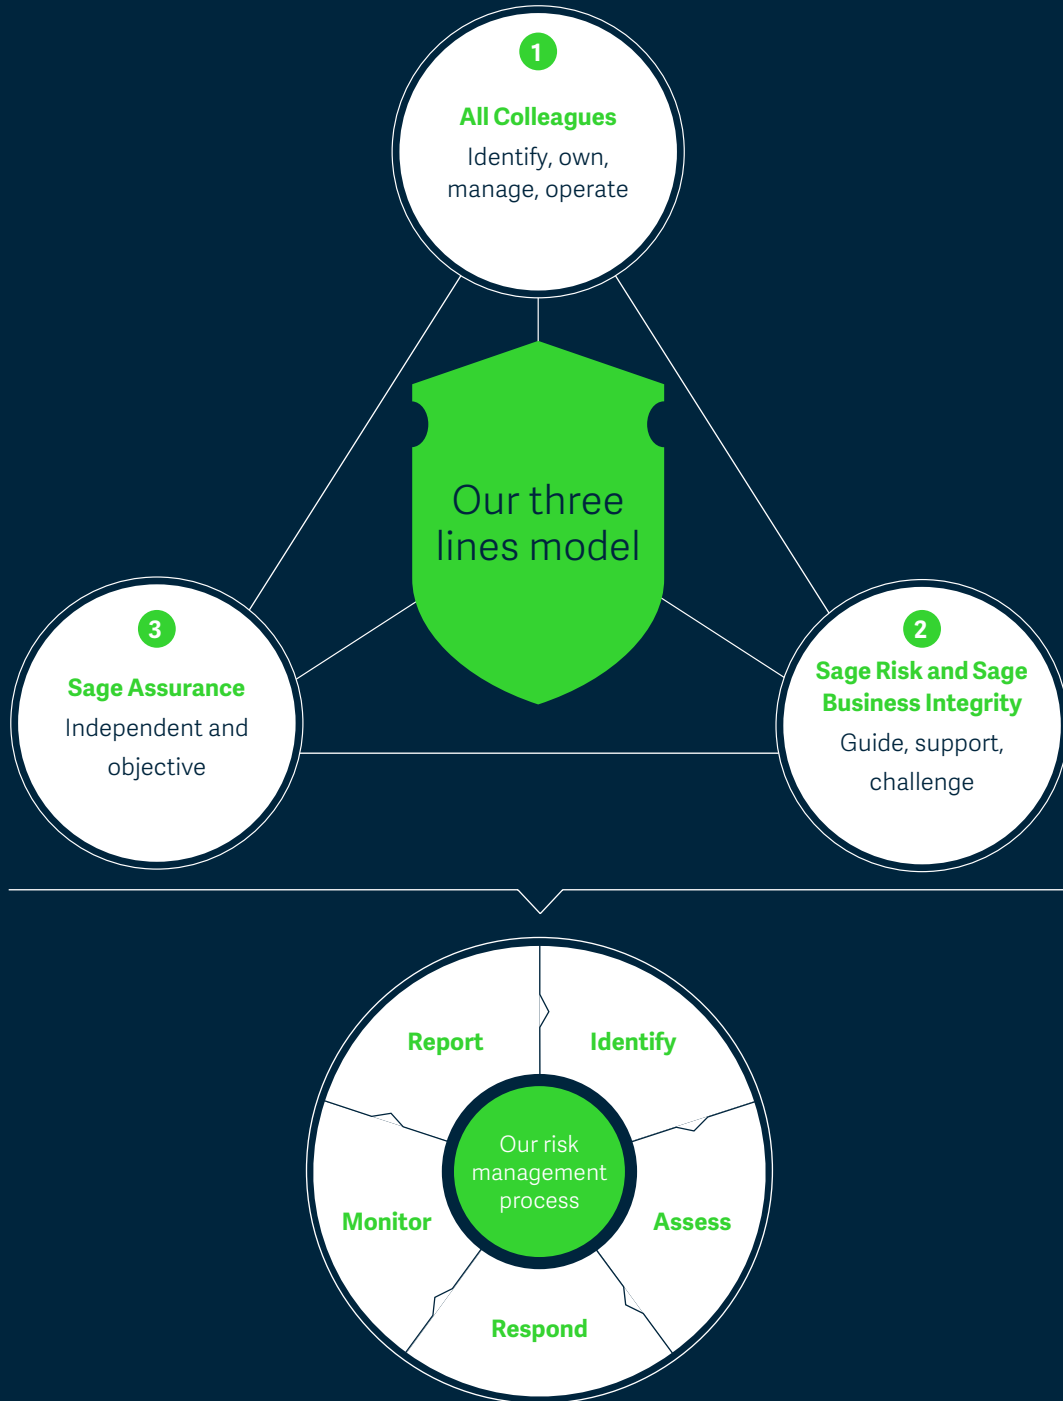 1
All Colleagues
Identify, own,
manage, operate
Our three
lines model
3
Sage Assurance
Independent and
objective
2
Sage Risk and Sage
Business Integrity
Guide, support,
challenge
Report
Identify
Our risk
management
process
Monitor
Assess
Respond